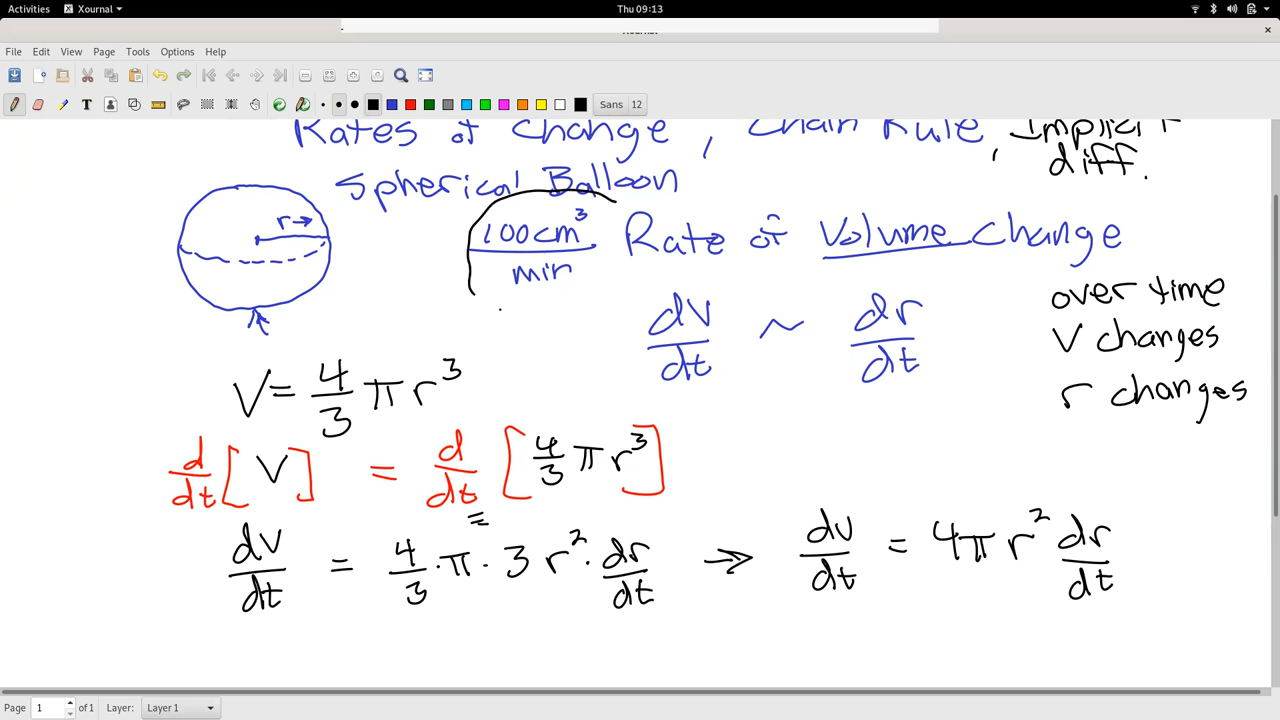 Activities Xournal Thu 09:13
File Edit View Page Tools Options Help
Sans 12
Rates of Change, Chain Rule, Implicit
diff.
Spherical Balloon
r→
100cm³/min Rate of Volume Change
dV/dt ~ dr/dt
over time
V changes
r changes
V = 4/3 π r³
d/dt [V] = d/dt [4/3 π r³]
dV/dt = 4/3 · π · 3 r² · dr/dt → dV/dt = 4π r² dr/dt
Page 1 of 1 Layer: Layer 1